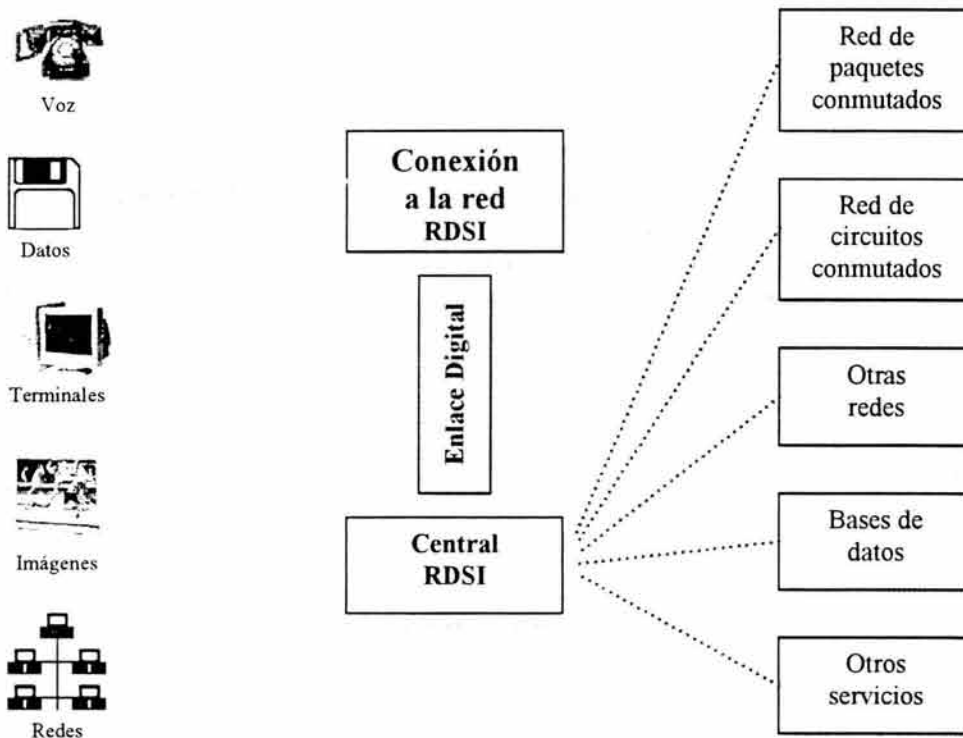 Voz
Datos
Terminales
Imágenes
Redes
Conexión
a la red
RDSI
Enlace Digital
Central
RDSI
Red de
paquetes
conmutados
Red de
circuitos
conmutados
Otras
redes
Bases de
datos
Otros
servicios